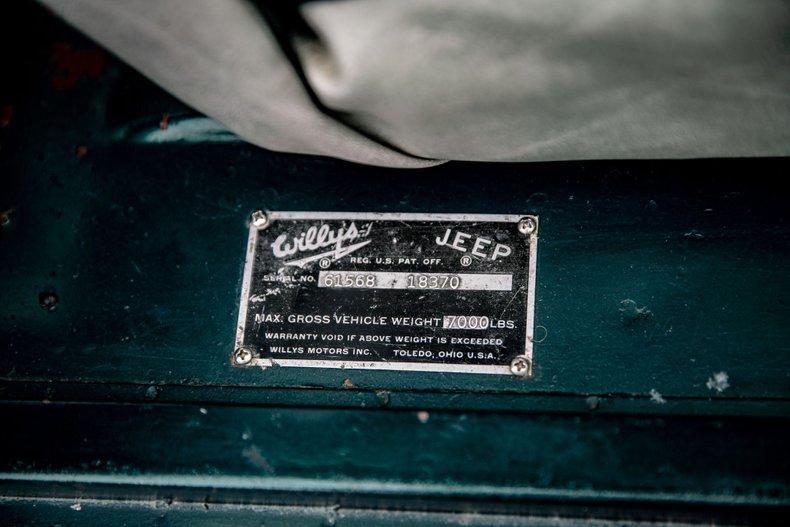 Willys JEEP
® REG. U.S. PAT. OFF. ®
SERIAL NO. 61568 18370
MAX. GROSS VEHICLE WEIGHT 7000 LBS.
WARRANTY VOID IF ABOVE WEIGHT IS EXCEEDED
WILLYS MOTORS INC. TOLEDO, OHIO U.S.A.